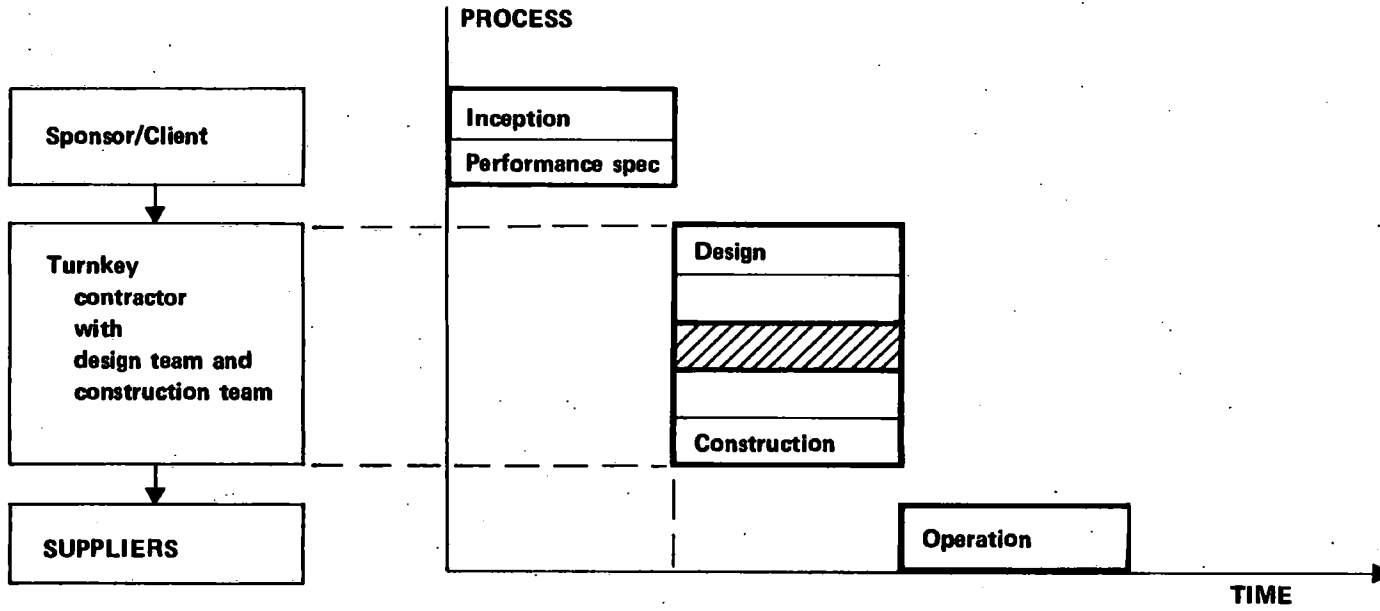 PROCESS
Sponsor/Client
Inception
Performance spec
Turnkey
contractor
with
design team and
construction team
Design
Construction
SUPPLIERS
Operation
TIME